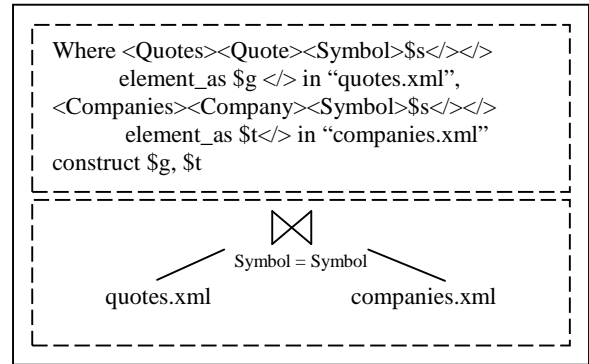 Where <Quotes><Quote><Symbol>$s</></>
element_as $g </> in “quotes.xml”,
<Companies><Company><Symbol>$s</></>
element_as $t</> in “companies.xml”
construct $g, $t
Symbol = Symbol
quotes.xml companies.xml